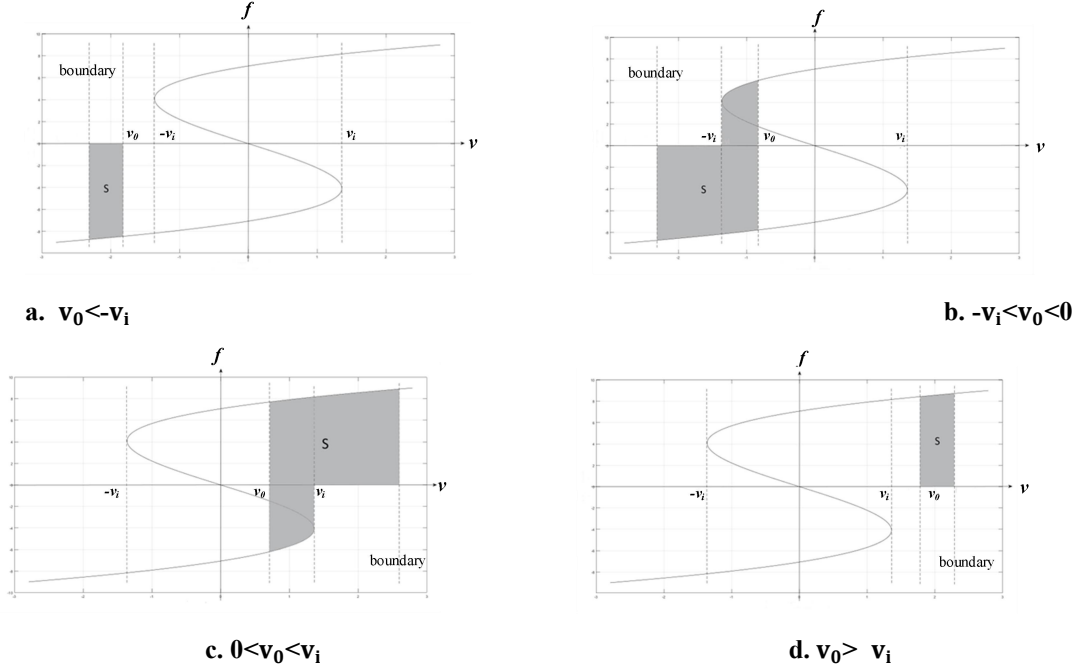 f
f
boundary
boundary
v₀
-vᵢ
vᵢ
v
-vᵢ
v₀
vᵢ
v
S
S
a. v₀<-vᵢ
b. -vᵢ<v₀<0
f
f
S
S
-vᵢ
v₀
vᵢ
v
-vᵢ
vᵢ
v₀
v
boundary
boundary
c. 0<v₀<vᵢ
d. v₀> vᵢ